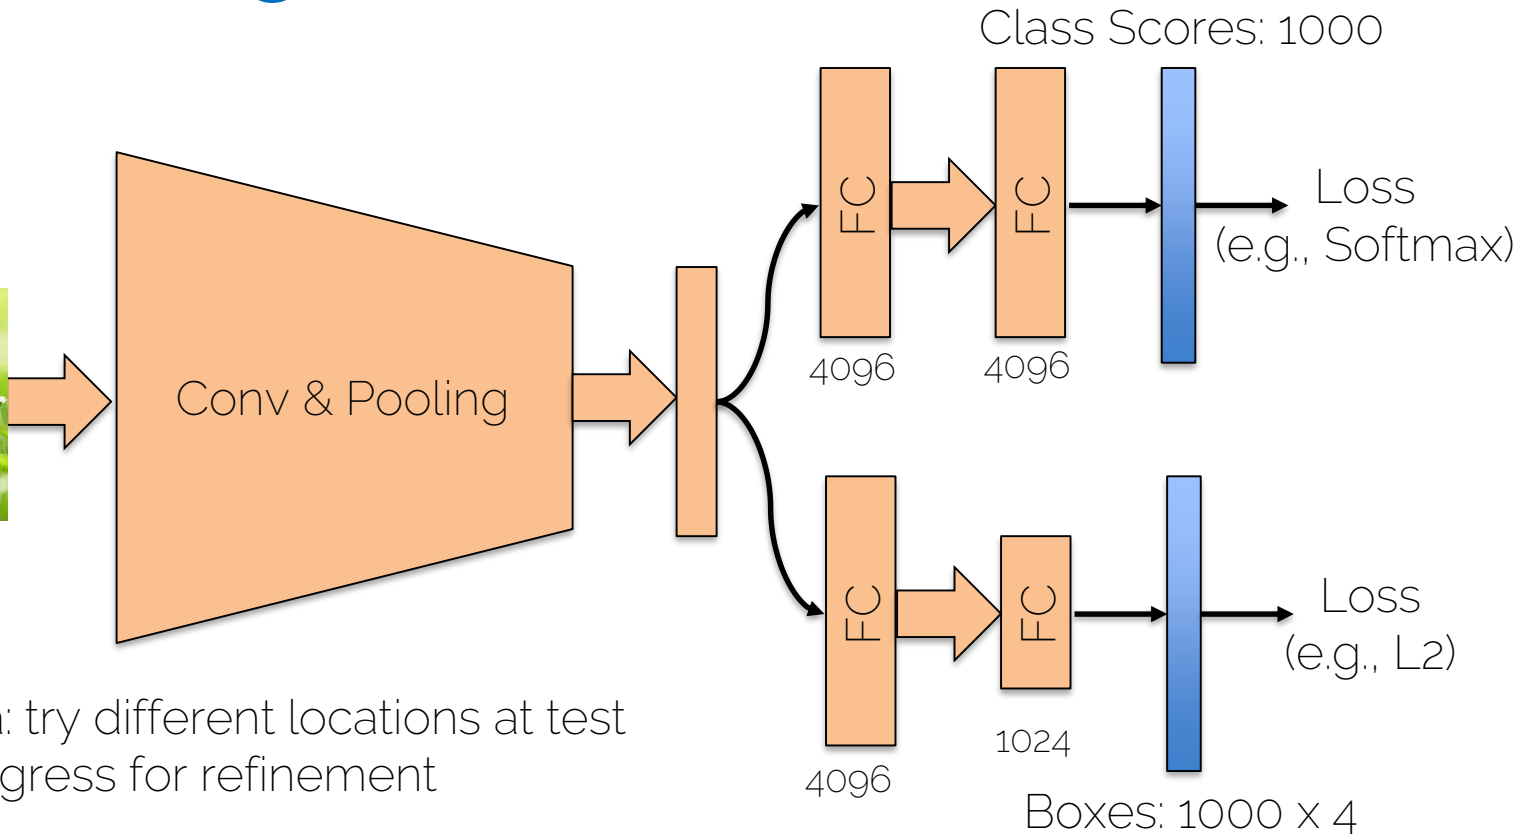 Class Scores: 1000
FC
FC
Loss
(e.g., Softmax)
4096
4096
Conv & Pooling
FC
FC
Loss
(e.g., L2)
: try different locations at test
gress for refinement
1024
4096
Boxes: 1000 x 4